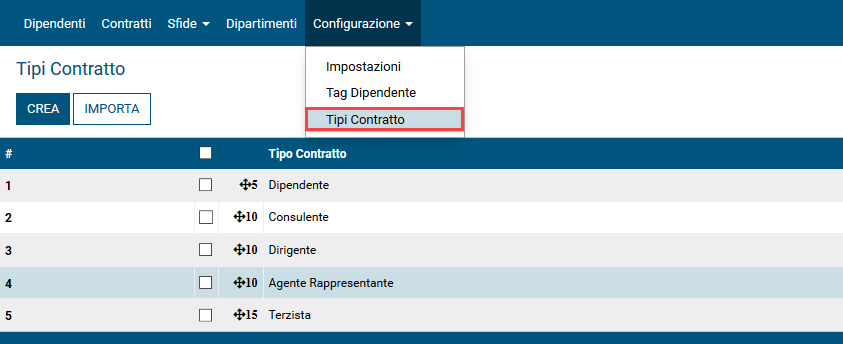 Dipendenti Contratti Sfide Dipartimenti Configurazione
Impostazioni
Tag Dipendente
Tipi Contratto
Tipi Contratto
CREA IMPORTA
# Tipo Contratto
1 5 Dipendente
2 10 Consulente
3 10 Dirigente
4 10 Agente Rappresentante
5 15 Terzista